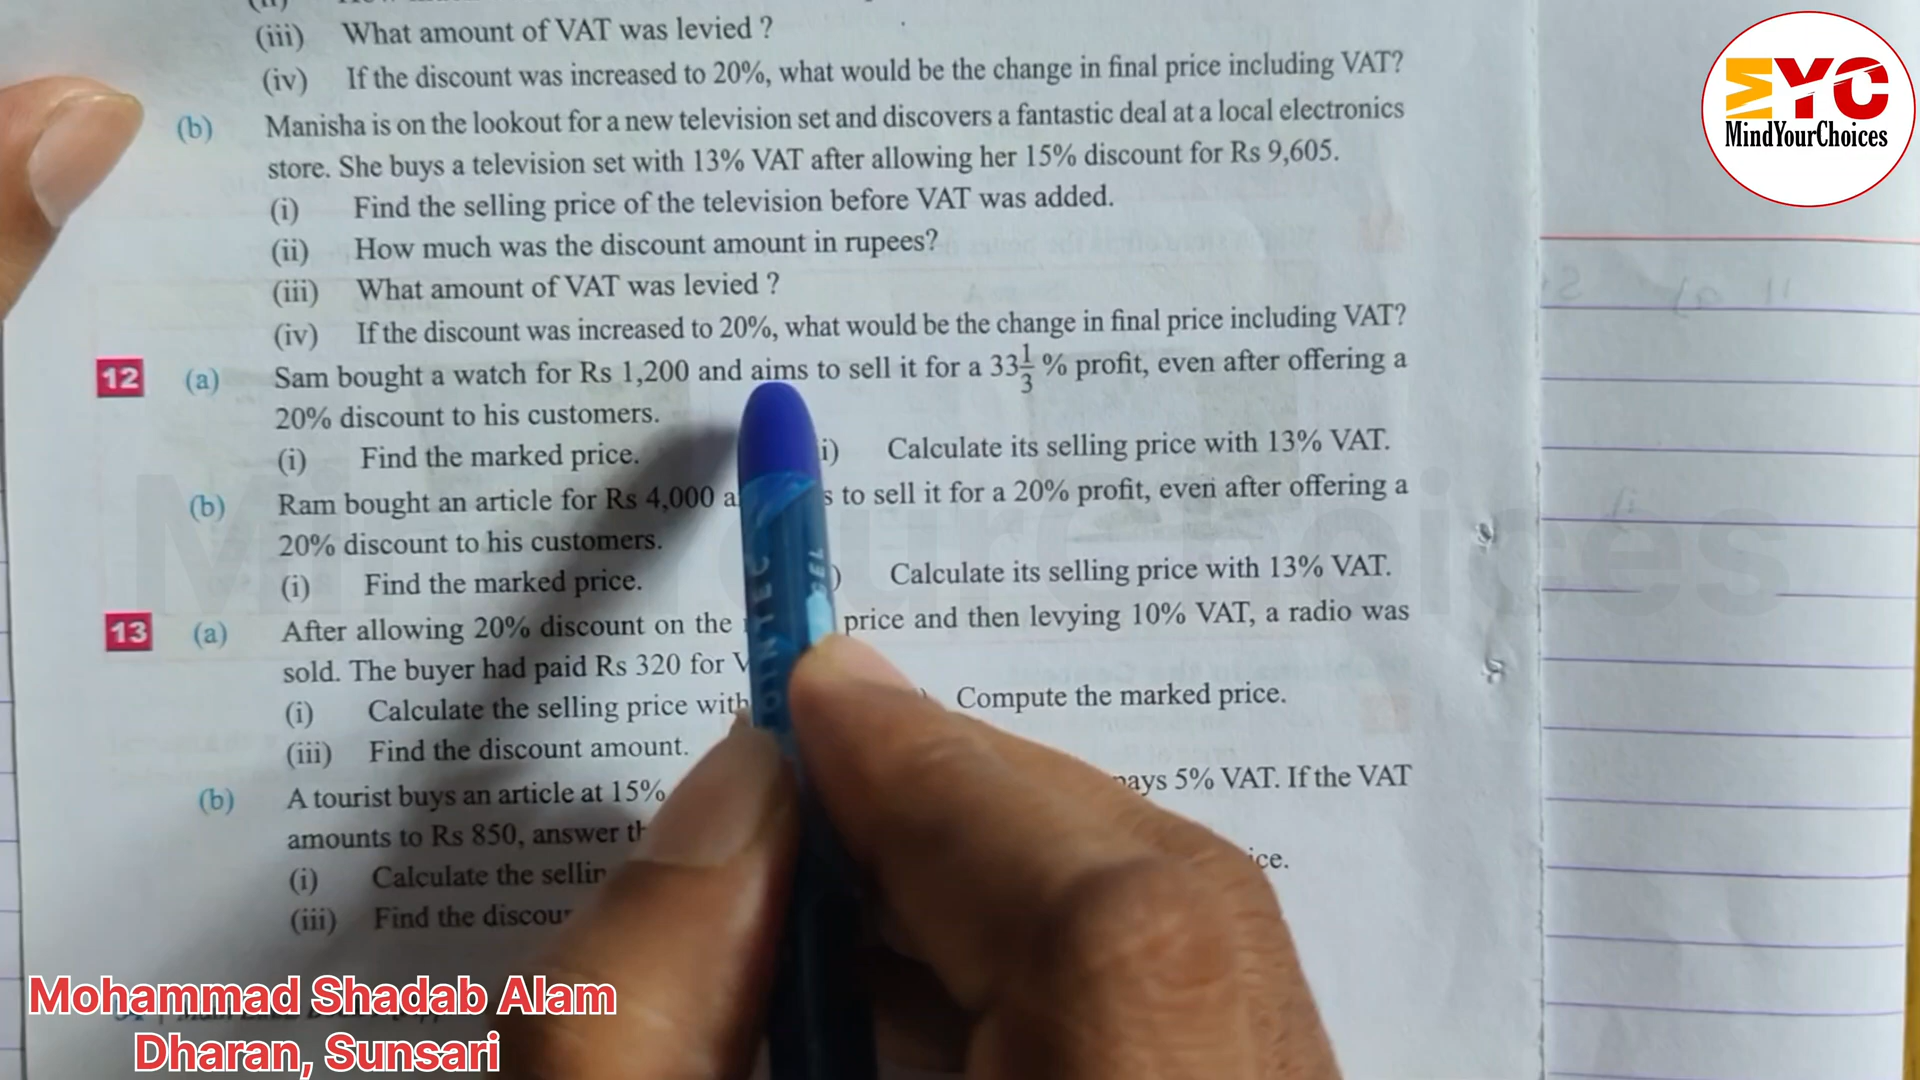 (iii) What amount of VAT was levied ?
(iv) If the discount was increased to 20%, what would be the change in final price including VAT?
(b) Manisha is on the lookout for a new television set and discovers a fantastic deal at a local electronics
store. She buys a television set with 13% VAT after allowing her 15% discount for Rs 9,605.
(i) Find the selling price of the television before VAT was added.
(ii) How much was the discount amount in rupees?
(iii) What amount of VAT was levied ?
(iv) If the discount was increased to 20%, what would be the change in final price including VAT?
12 (a) Sam bought a watch for Rs 1,200 and aims to sell it for a 33 1/3 % profit, even after offering a
20% discount to his customers.
(i) Find the marked price. i) Calculate its selling price with 13% VAT.
(b) Ram bought an article for Rs 4,000 a s to sell it for a 20% profit, even after offering a
20% discount to his customers.
(i) Find the marked price. ) Calculate its selling price with 13% VAT.
13 (a) After allowing 20% discount on the price and then levying 10% VAT, a radio was
sold. The buyer had paid Rs 320 for V
(i) Calculate the selling price with ) Compute the marked price.
(iii) Find the discount amount.
(b) A tourist buys an article at 15% pays 5% VAT. If the VAT
amounts to Rs 850, answer th
(i) Calculate the sellin ice.
(iii) Find the discou
MYC
MindYourChoices
MindYourChoices
POINTEC GEL
Mohammad Shadab Alam
Dharan, Sunsari